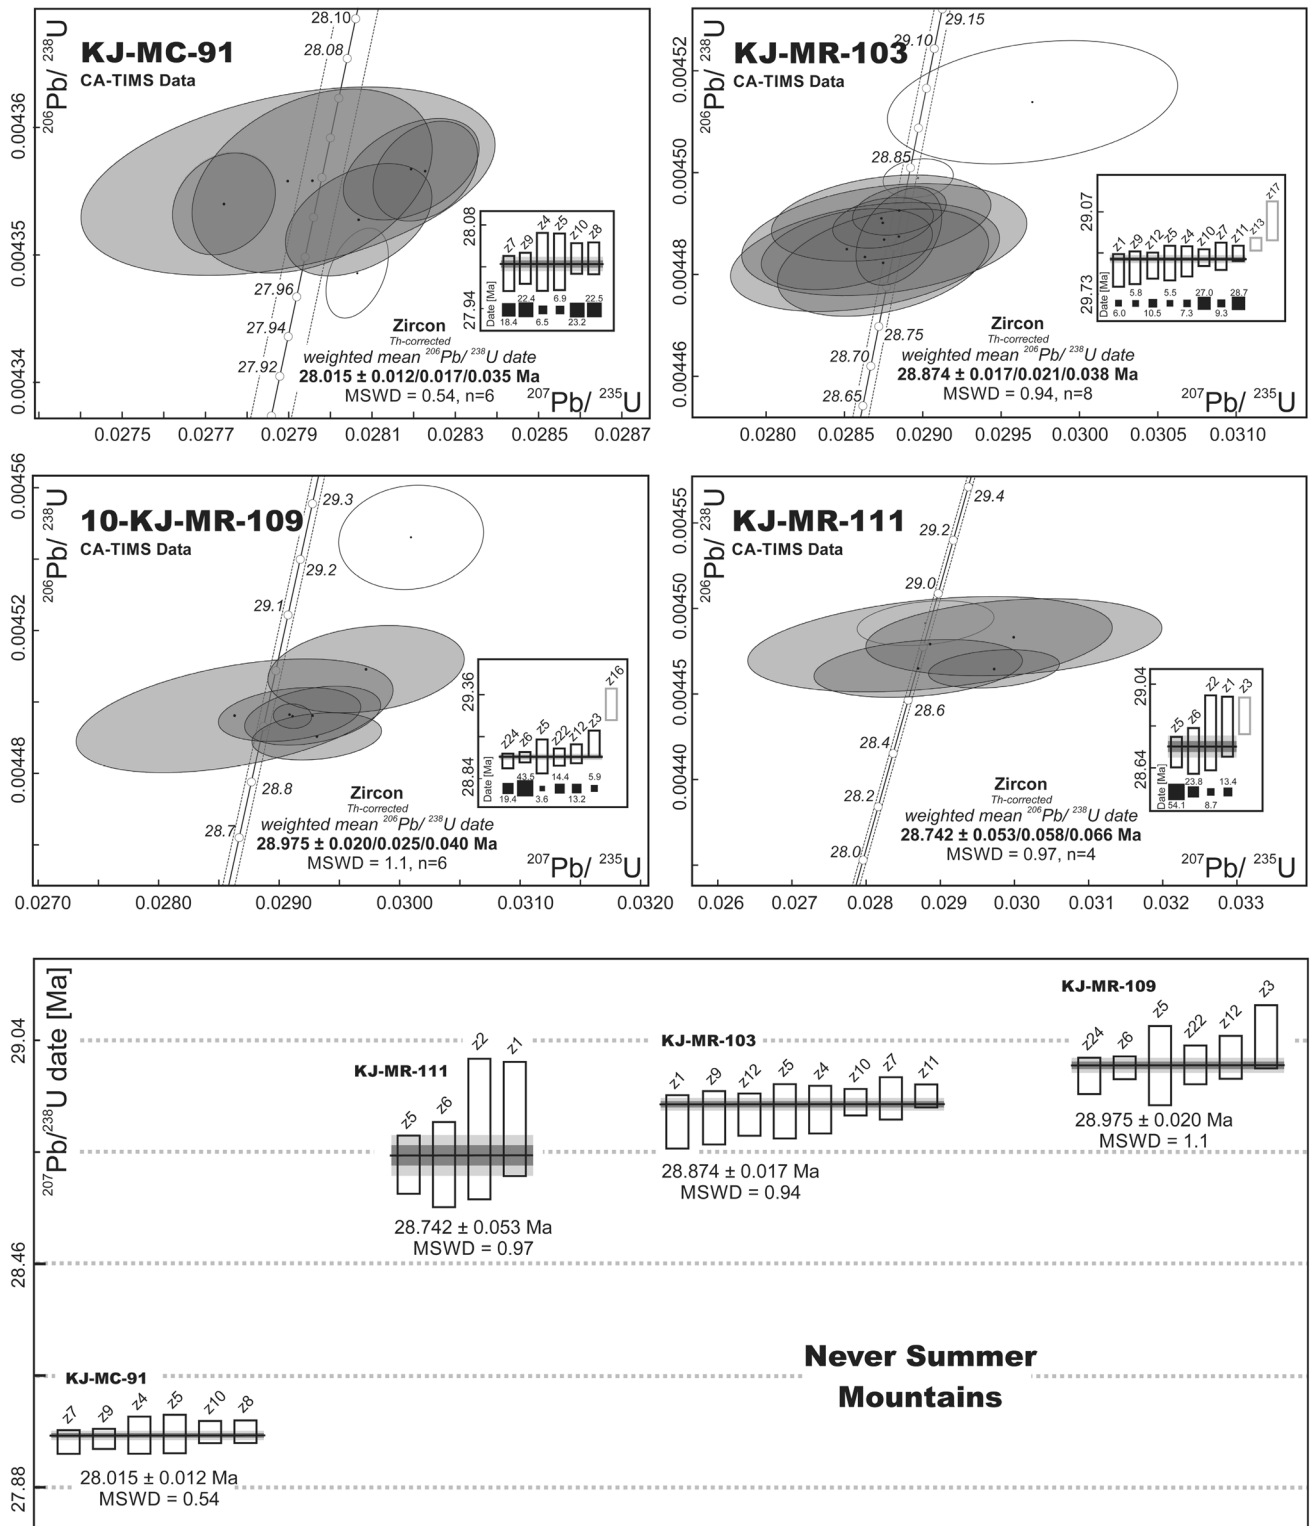 KJ-MC-91
CA-TIMS Data
206Pb/ 238U
0.00436
0.00435
0.00434
28.10
28.08
27.96
27.94
27.92
28.08
27.94
Date [Ma]
z7 z9 z4 z5 z10 z8
22.4 6.9 22.5
18.4 6.5 23.2
Zircon
Th-corrected
weighted mean 206Pb/ 238U date
28.015 ± 0.012/0.017/0.035 Ma
MSWD = 0.54, n=6
207Pb/ 235U
0.0275 0.0277 0.0279 0.0281 0.0283 0.0285 0.0287
KJ-MR-103
CA-TIMS Data
206Pb/ 238U
0.00452
0.00450
0.00448
0.00446
29.15
29.10
28.85
28.75
28.70
28.65
29.07
29.73
Date [Ma]
z1 z9 z12 z5 z4 z10 z7 z11 z13 z17
5.8 5.5 27.0 28.7
6.0 10.5 7.3 9.3
Zircon
Th-corrected
weighted mean 206Pb/ 238U date
28.874 ± 0.017/0.021/0.038 Ma
MSWD = 0.94, n=8
207Pb/ 235U
0.0280 0.0285 0.0290 0.0295 0.0300 0.0305 0.0310
10-KJ-MR-109
CA-TIMS Data
206Pb/ 238U
0.00456
0.00452
0.00448
29.3
29.2
29.1
28.8
28.7
29.36
28.84
Date [Ma]
z24 z6 z5 z22 z12 z3 z16
43.5 14.4 5.9
19.4 3.6 13.2
Zircon
Th-corrected
weighted mean 206Pb/ 238U date
28.975 ± 0.020/0.025/0.040 Ma
MSWD = 1.1, n=6
207Pb/ 235U
0.0270 0.0280 0.0290 0.0300 0.0310 0.0320
KJ-MR-111
CA-TIMS Data
206Pb/ 238U
0.00455
0.00450
0.00445
0.00440
29.4
29.2
29.0
28.6
28.4
28.2
28.0
29.04
28.64
Date [Ma]
z5 z6 z2 z1 z3
23.8 13.4
54.1 8.7
Zircon
Th-corrected
weighted mean 206Pb/ 238U date
28.742 ± 0.053/0.058/0.066 Ma
MSWD = 0.97, n=4
207Pb/ 235U
0.026 0.027 0.028 0.029 0.030 0.031 0.032 0.033
207Pb/238U date [Ma]
29.04
28.46
27.88
KJ-MR-109
z24 z6 z5 z22 z12 z3
28.975 ± 0.020 Ma
MSWD = 1.1
KJ-MR-103
z1 z9 z12 z5 z4 z10 z7 z11
28.874 ± 0.017 Ma
MSWD = 0.94
KJ-MR-111
z5 z6 z2 z1
28.742 ± 0.053 Ma
MSWD = 0.97
Never Summer
Mountains
KJ-MC-91
z7 z9 z4 z5 z10 z8
28.015 ± 0.012 Ma
MSWD = 0.54